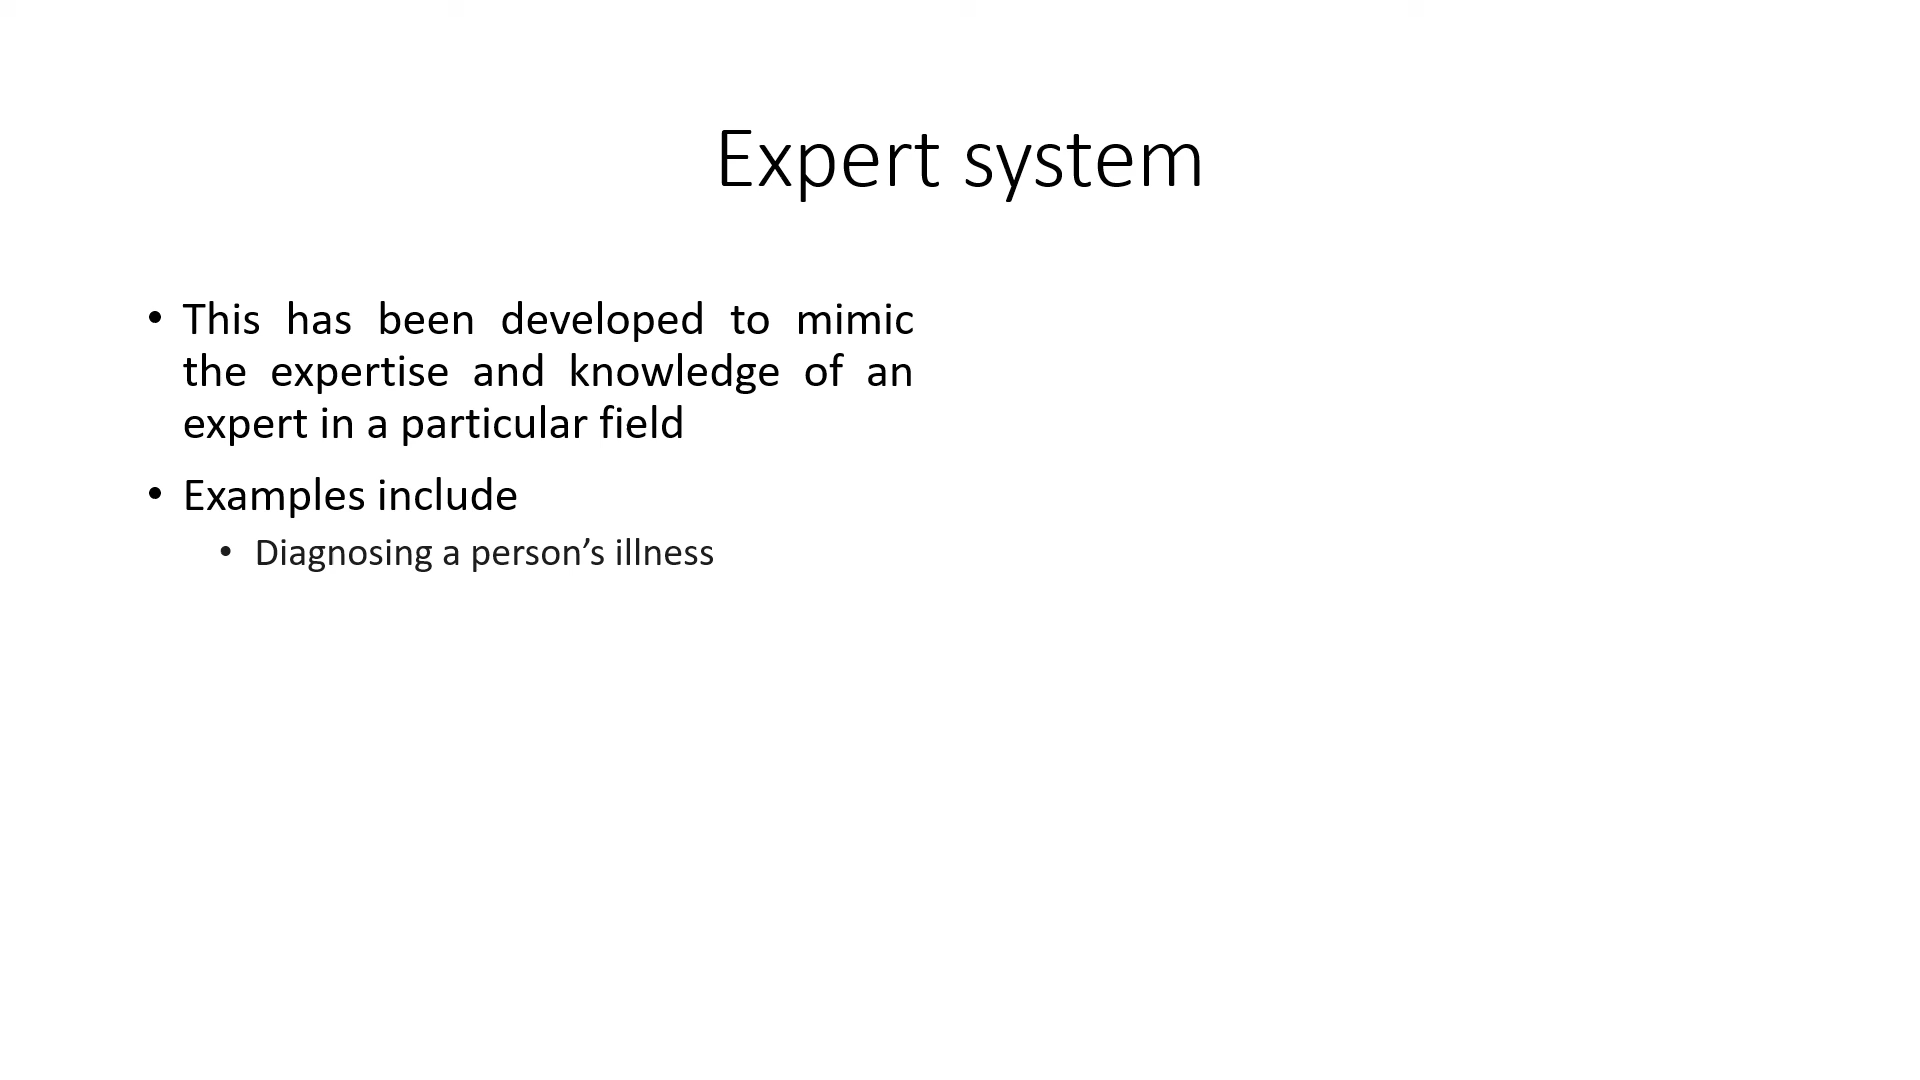 Expert system
• This has been developed to mimic
the expertise and knowledge of an
expert in a particular field
• Examples include
• Diagnosing a person’s illness